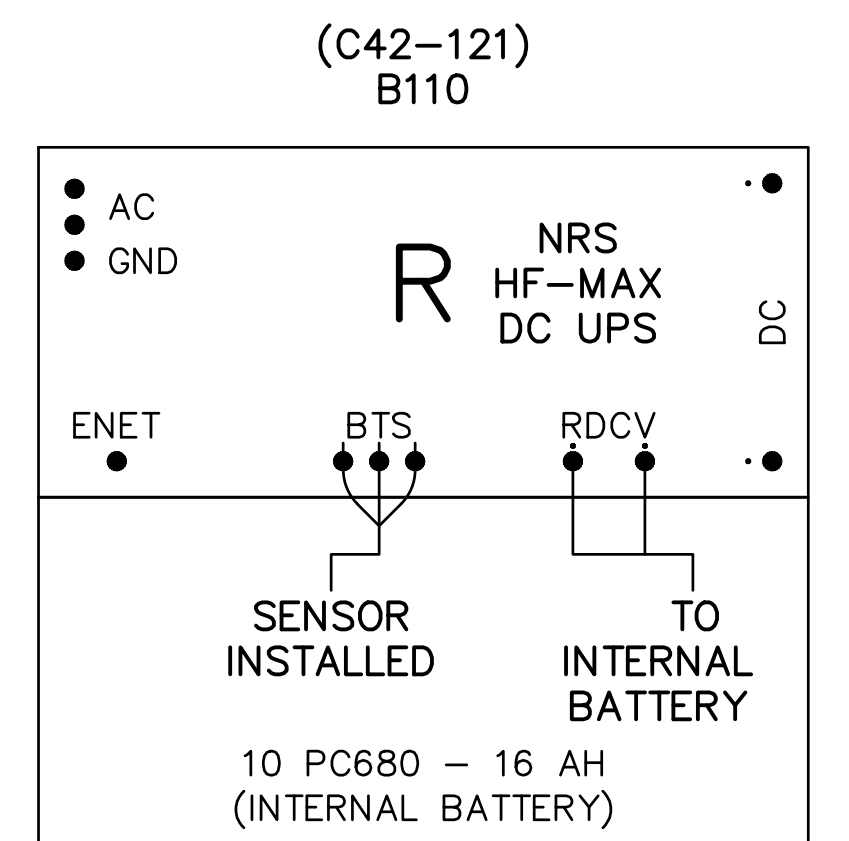 (C42-121)
B110
AC
GND
R
NRS
HF-MAX
DC UPS
DC
ENET
BTS
RDCV
SENSOR
INSTALLED
TO
INTERNAL
BATTERY
10 PC680 - 16 AH
(INTERNAL BATTERY)